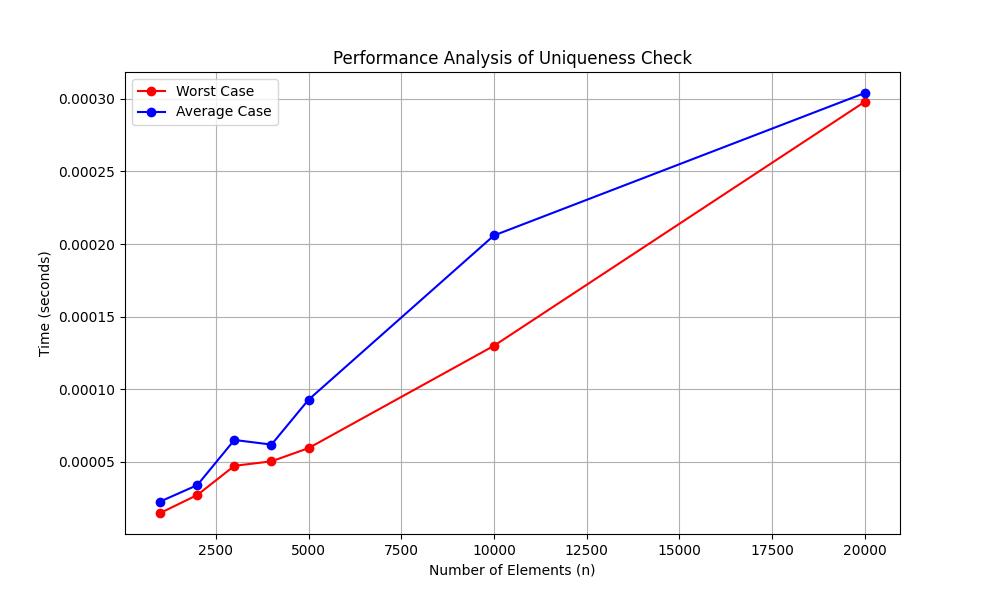 Performance Analysis of Uniqueness Check
Worst Case
Average Case
0.00030
0.00025
0.00020
0.00015
0.00010
0.00005
Time (seconds)
2500 5000 7500 10000 12500 15000 17500 20000
Number of Elements (n)